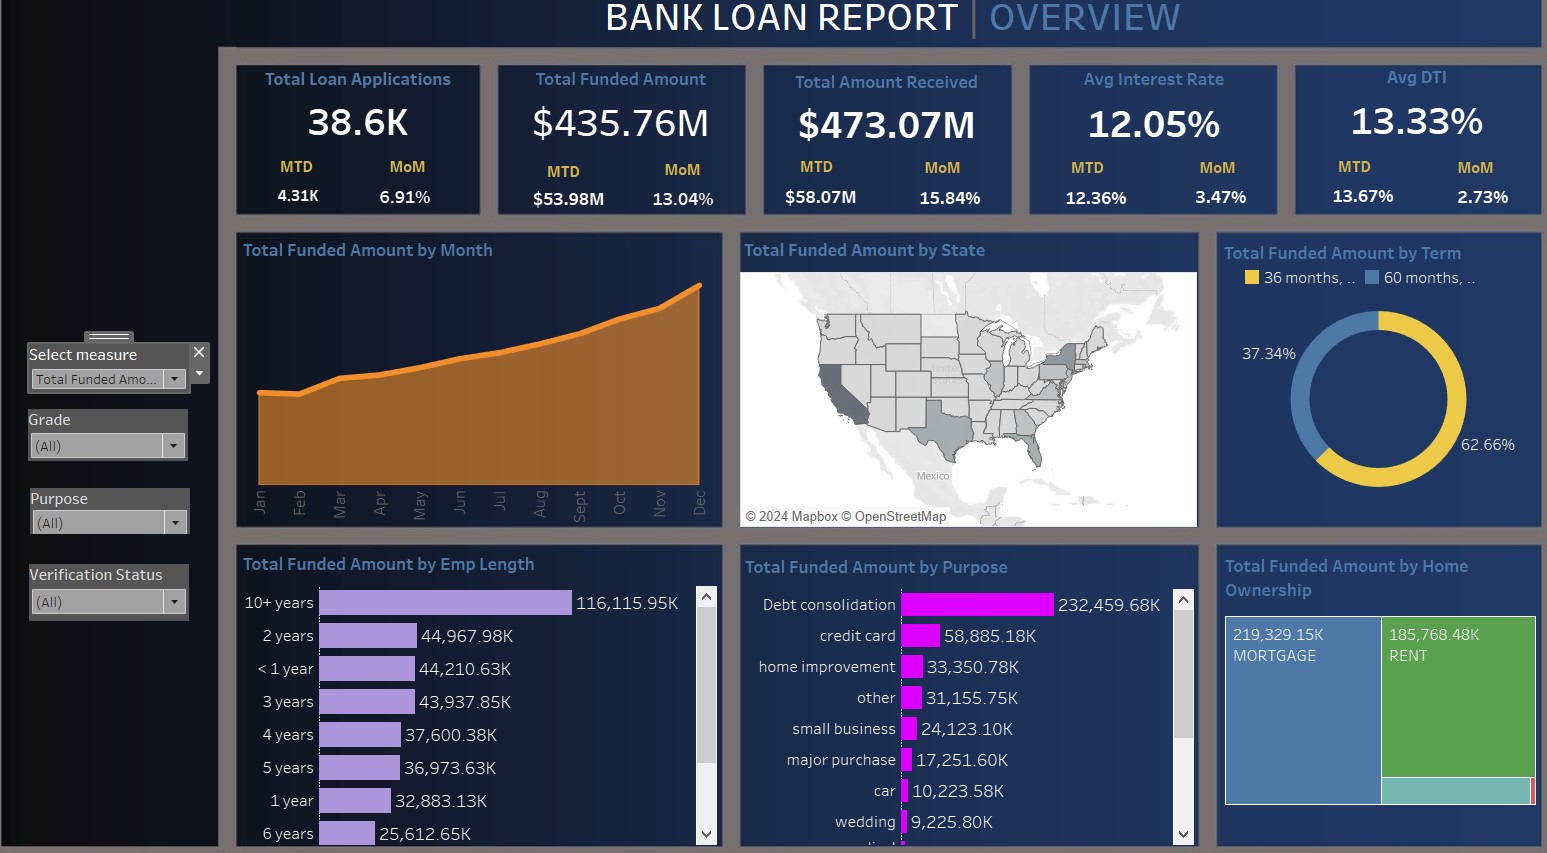 BANK LOAN REPORT | OVERVIEW
Total Loan Applications
38.6K
MTD MoM
4.31K 6.91%
Total Funded Amount
$435.76M
MTD MoM
$53.98M 13.04%
Total Amount Received
$473.07M
MTD MoM
$58.07M 15.84%
Avg Interest Rate
12.05%
MTD MoM
12.36% 3.47%
Avg DTI
13.33%
MTD MoM
13.67% 2.73%
Select measure
Total Funded Amo...
Grade
(All)
Purpose
(All)
Verification Status
(All)
Total Funded Amount by Month
Jan
Feb
Mar
Apr
May
Jun
Jul
Aug
Sept
Oct
Nov
Dec
Total Funded Amount by State
United
States
Mexico
© 2024 Mapbox © OpenStreetMap
Total Funded Amount by Term
36 months, .. 60 months, ..
37.34%
62.66%
Total Funded Amount by Emp Length
10+ years 116,115.95K
2 years 44,967.98K
< 1 year 44,210.63K
3 years 43,937.85K
4 years 37,600.38K
5 years 36,973.63K
1 year 32,883.13K
6 years 25,612.65K
Total Funded Amount by Purpose
Debt consolidation 232,459.68K
credit card 58,885.18K
home improvement 33,350.78K
other 31,155.75K
small business 24,123.10K
major purchase 17,251.60K
car 10,223.58K
wedding 9,225.80K
Total Funded Amount by Home
Ownership
219,329.15K
MORTGAGE
185,768.48K
RENT